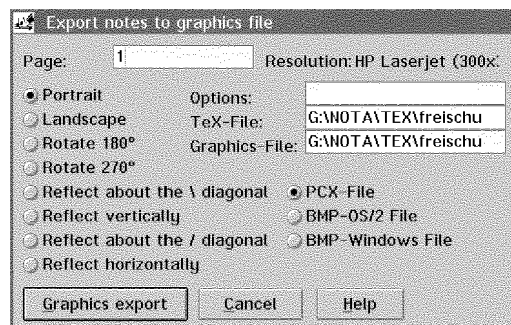 Export notes to graphics file
Page: 1 Resolution: HP Laserjet (300x
Portrait Options:
Landscape TeX-File: G:\NOTA\TEX\freischu
Rotate 180° Graphics-File: G:\NOTA\TEX\freischu
Rotate 270°
Reflect about the \ diagonal PCX-File
Reflect vertically BMP-OS/2 File
Reflect about the / diagonal BMP-Windows File
Reflect horizontally
Graphics export Cancel Help